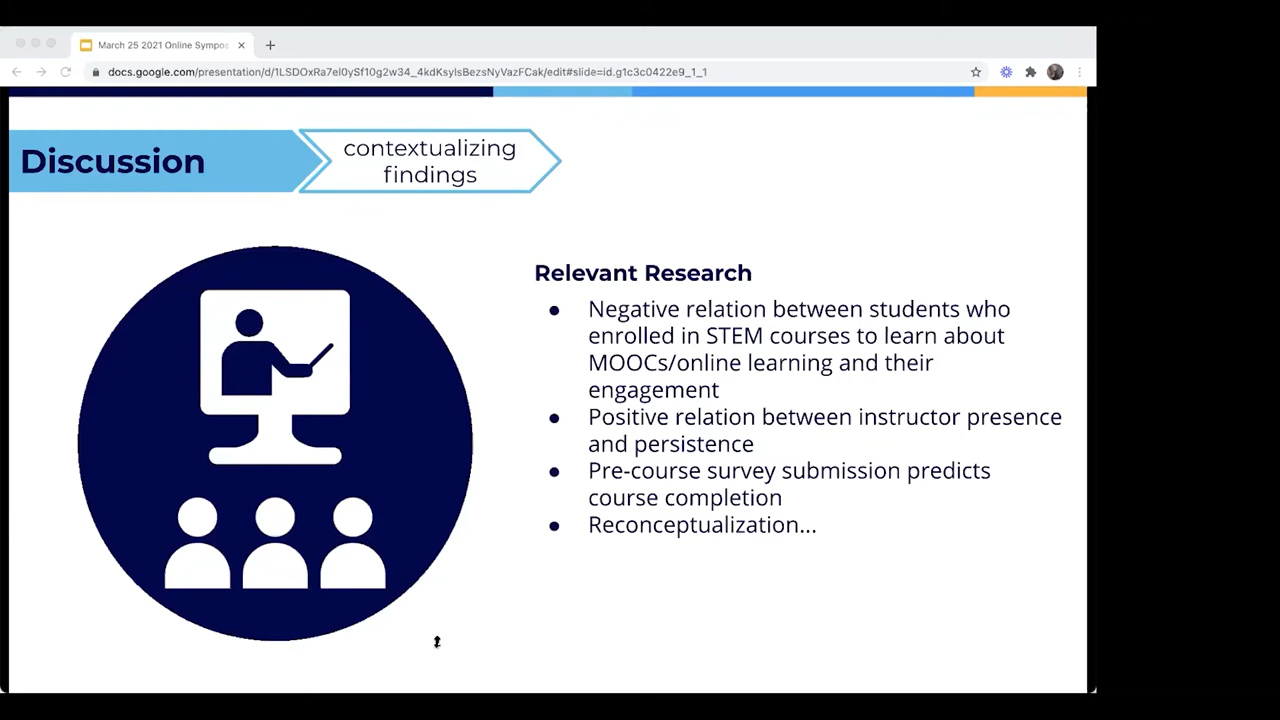 March 25 2021 Online Sympos
docs.google.com/presentation/d/1LSDOxRa7eI0ySf10g2w34_4kdKsyIsBezsNyVazFCak/edit#slide=id.g1c3c0422e9_1_1
Discussion
contextualizing
findings
Relevant Research
● Negative relation between students who
enrolled in STEM courses to learn about
MOOCs/online learning and their
engagement
● Positive relation between instructor presence
and persistence
● Pre-course survey submission predicts
course completion
● Reconceptualization...